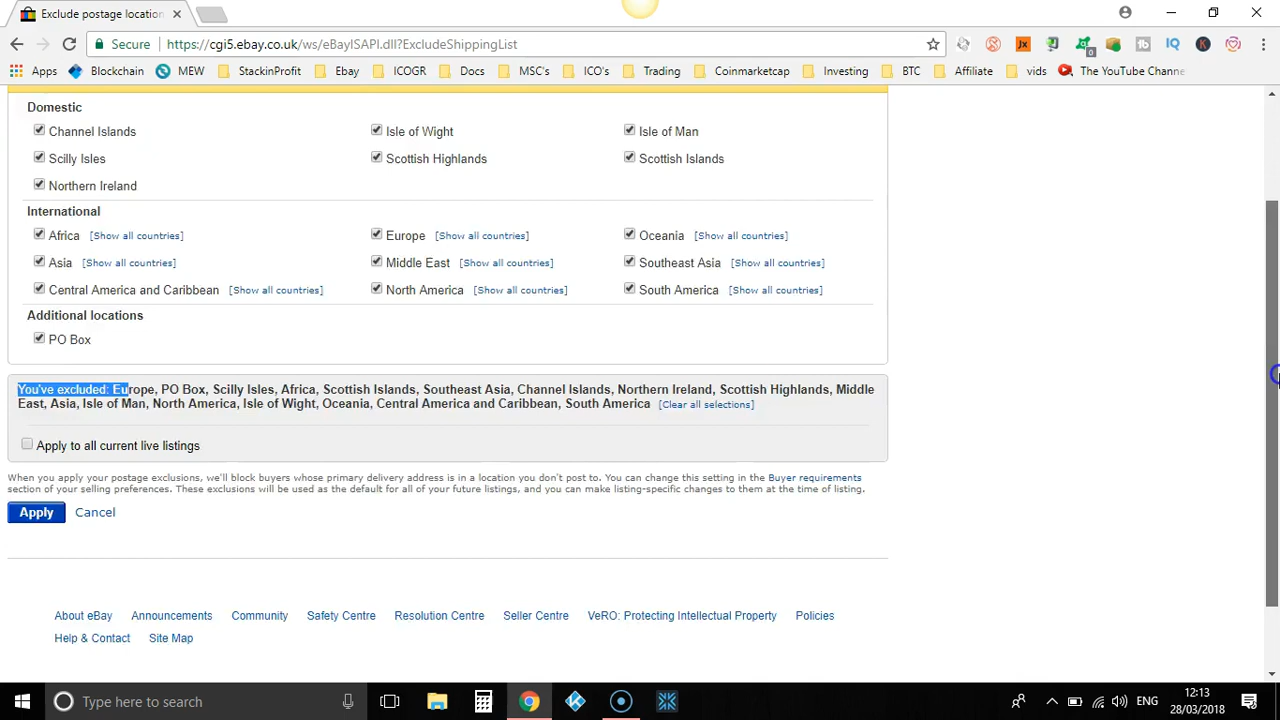 Exclude postage location
Secure https://cgi5.ebay.co.uk/ws/eBayISAPI.dll?ExcludeShippingList
Apps Blockchain MEW StackinProfit Ebay ICOGR Docs MSC's ICO's Trading Coinmarketcap Investing BTC Affiliate vids The YouTube Channe
Domestic
Channel Islands Isle of Wight Isle of Man
Scilly Isles Scottish Highlands Scottish Islands
Northern Ireland
International
Africa [Show all countries] Europe [Show all countries] Oceania [Show all countries]
Asia [Show all countries] Middle East [Show all countries] Southeast Asia [Show all countries]
Central America and Caribbean [Show all countries] North America [Show all countries] South America [Show all countries]
Additional locations
PO Box
You've excluded: Europe, PO Box, Scilly Isles, Africa, Scottish Islands, Southeast Asia, Channel Islands, Northern Ireland, Scottish Highlands, Middle
East, Asia, Isle of Man, North America, Isle of Wight, Oceania, Central America and Caribbean, South America [Clear all selections]
Apply to all current live listings
When you apply your postage exclusions, we'll block buyers whose primary delivery address is in a location you don't post to. You can change this setting in the Buyer requirements
section of your selling preferences. These exclusions will be used as the default for all of your future listings, and you can make listing-specific changes to them at the time of listing.
Apply Cancel
About eBay Announcements Community Safety Centre Resolution Centre Seller Centre VeRO: Protecting Intellectual Property Policies
Help & Contact Site Map
Type here to search
ENG
12:13
28/03/2018